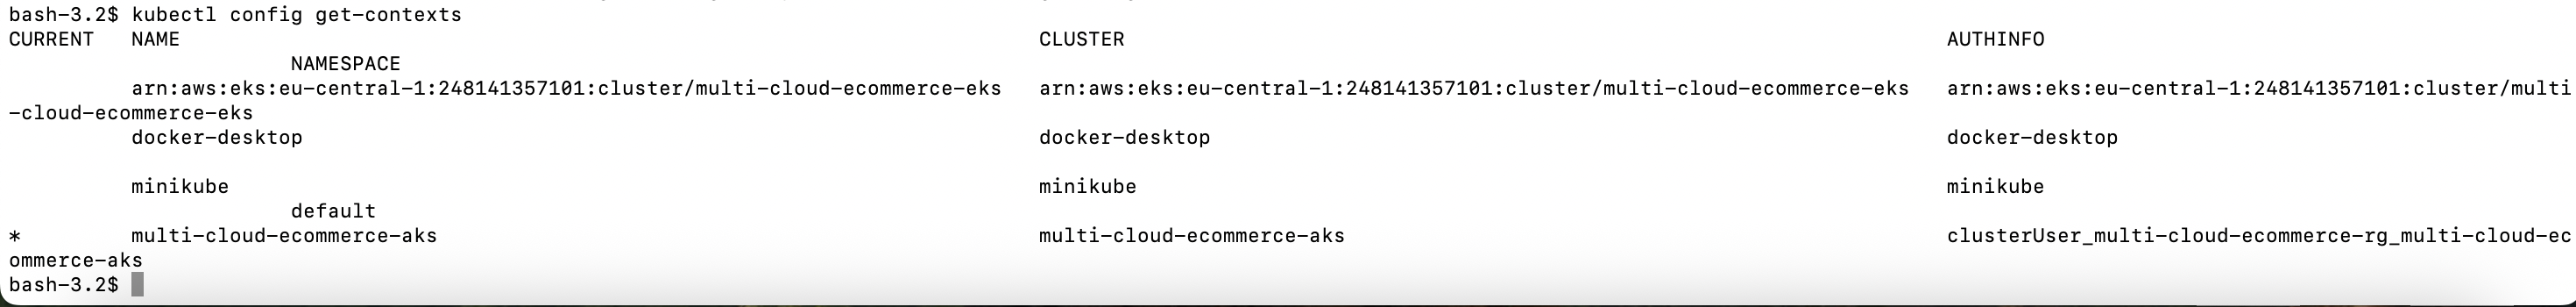 bash-3.2$ kubectl config get-contexts
CURRENT   NAME                                                                      CLUSTER                                                                   AUTHINFO
             NAMESPACE
          arn:aws:eks:eu-central-1:248141357101:cluster/multi-cloud-ecommerce-eks   arn:aws:eks:eu-central-1:248141357101:cluster/multi-cloud-ecommerce-eks   arn:aws:eks:eu-central-1:248141357101:cluster/multi
-cloud-ecommerce-eks
          docker-desktop                                                            docker-desktop                                                            docker-desktop
          minikube                                                                  minikube                                                                  minikube
             default
*         multi-cloud-ecommerce-aks                                                 multi-cloud-ecommerce-aks                                                 clusterUser_multi-cloud-ecommerce-rg_multi-cloud-ec
ommerce-aks
bash-3.2$